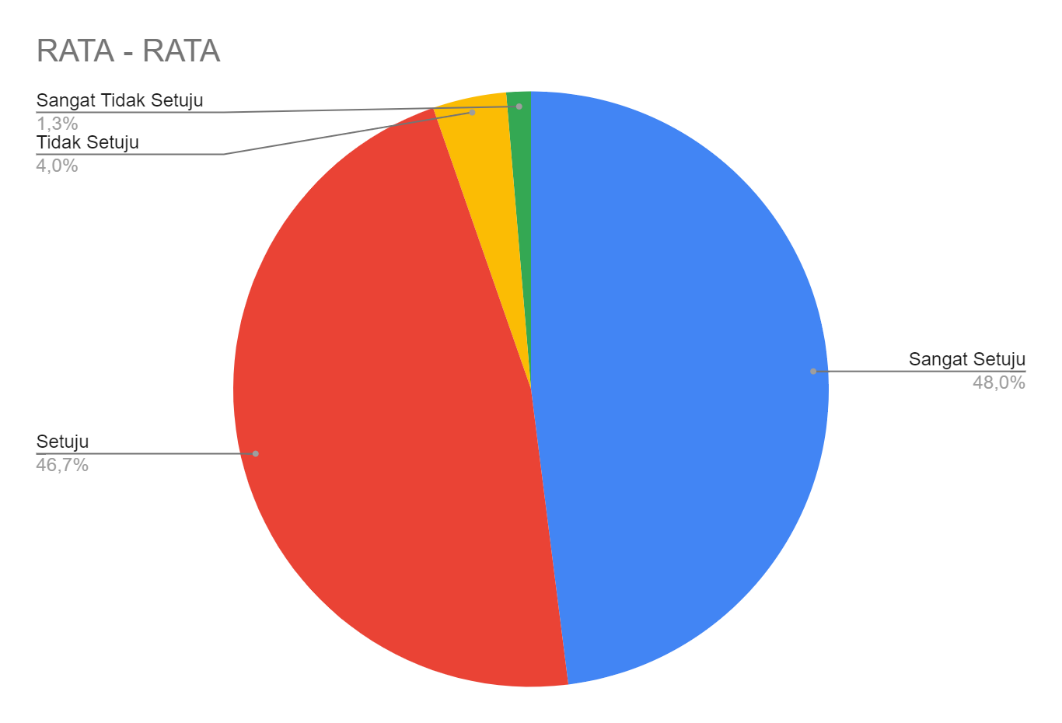 RATA - RATA
Sangat Tidak Setuju
1,3%
Tidak Setuju
4,0%
Sangat Setuju
48,0%
Setuju
46,7%